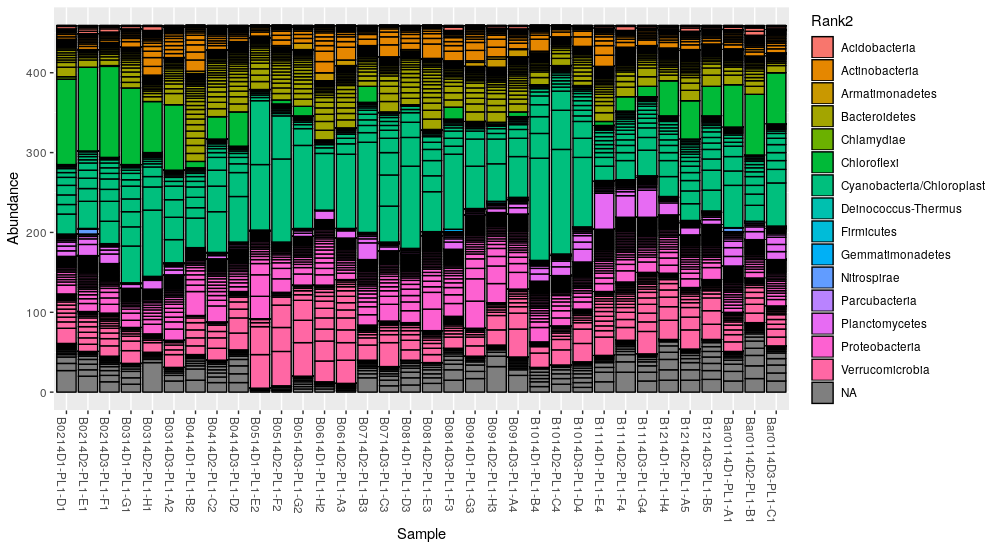 Abundance
400
300
200
100
0
B0214D1-PL1-D1
B0214D2-PL1-E1
B0214D3-PL1-F1
B0314D1-PL1-G1
B0314D2-PL1-H1
B0314D3-PL1-A2
B0414D1-PL1-B2
B0414D2-PL1-C2
B0414D3-PL1-D2
B0514D1-PL1-E2
B0514D2-PL1-F2
B0514D3-PL1-G2
B0614D1-PL1-H2
B0614D2-PL1-A3
B0714D2-PL1-B3
B0714D3-PL1-C3
B0814D1-PL1-D3
B0814D2-PL1-E3
B0814D3-PL1-F3
B0914D1-PL1-G3
B0914D2-PL1-H3
B0914D3-PL1-A4
B1014D1-PL1-B4
B1014D2-PL1-C4
B1014D3-PL1-D4
B1114D1-PL1-E4
B1114D2-PL1-F4
B1114D3-PL1-G4
B1214D1-PL1-H4
B1214D2-PL1-A5
B1214D3-PL1-B5
Bar0114D1-PL1-A1
Bar0114D2-PL1-B1
Bar0114D3-PL1-C1
Sample
Rank2
Acidobacteria
Actinobacteria
Armatimonadetes
Bacteroidetes
Chlamydiae
Chloroflexi
Cyanobacteria/Chloroplast
Deinococcus-Thermus
Firmicutes
Gemmatimonadetes
Nitrospirae
Parcubacteria
Planctomycetes
Proteobacteria
Verrucomicrobia
NA